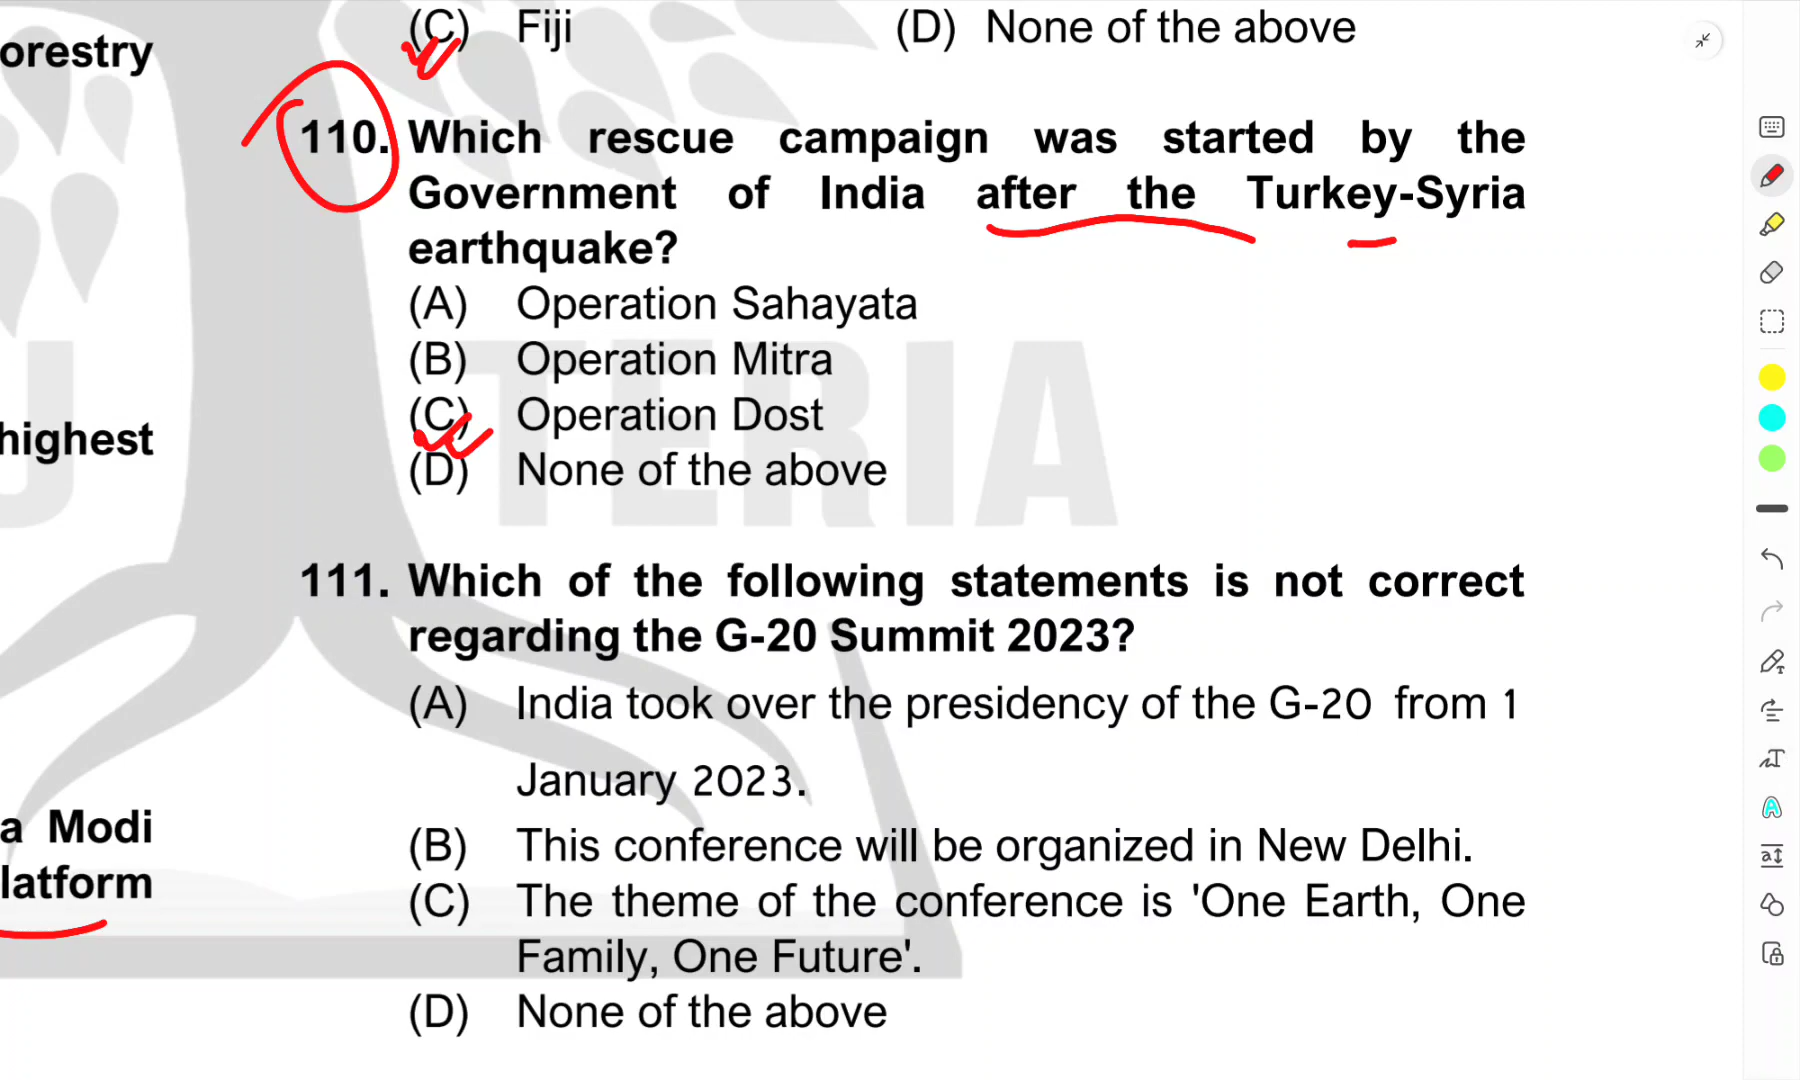 (C) Fiji (D) None of the above
orestry
110. Which rescue campaign was started by the
Government of India after the Turkey-Syria
earthquake?
(A) Operation Sahayata
(B) Operation Mitra
(C) Operation Dost
(D) None of the above
highest
TERIA
111. Which of the following statements is not correct
regarding the G-20 Summit 2023?
(A) India took over the presidency of the G-20 from 1
January 2023.
(B) This conference will be organized in New Delhi.
(C) The theme of the conference is 'One Earth, One
Family, One Future'.
(D) None of the above
a Modi
latform